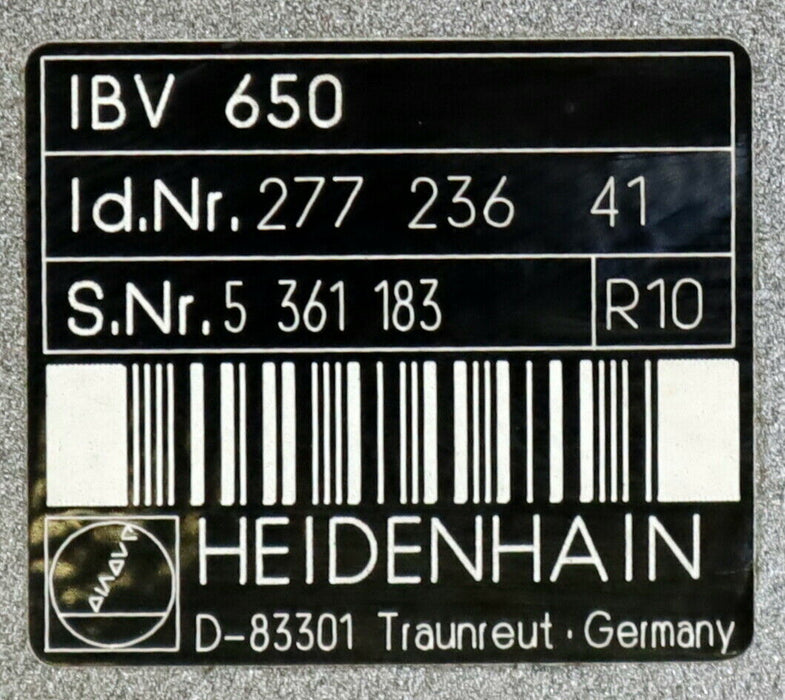 IBV 650
Id.Nr. 277 236 41
S.Nr. 5 361 183 R10
HEIDENHAIN
D-83301 Traunreut · Germany